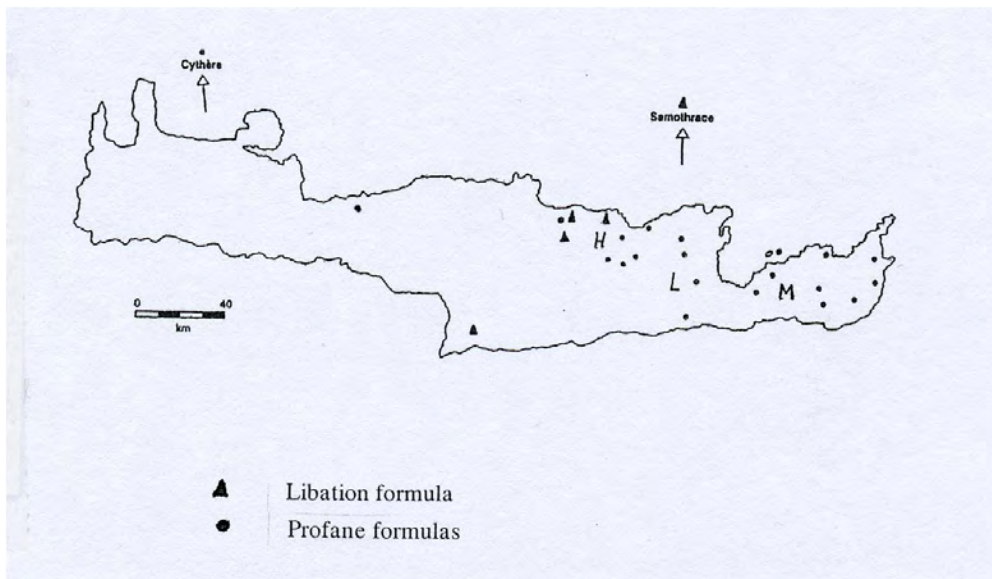 Cythère
Samothrace
H
L
M
0 40
km
Libation formula
Profane formulas